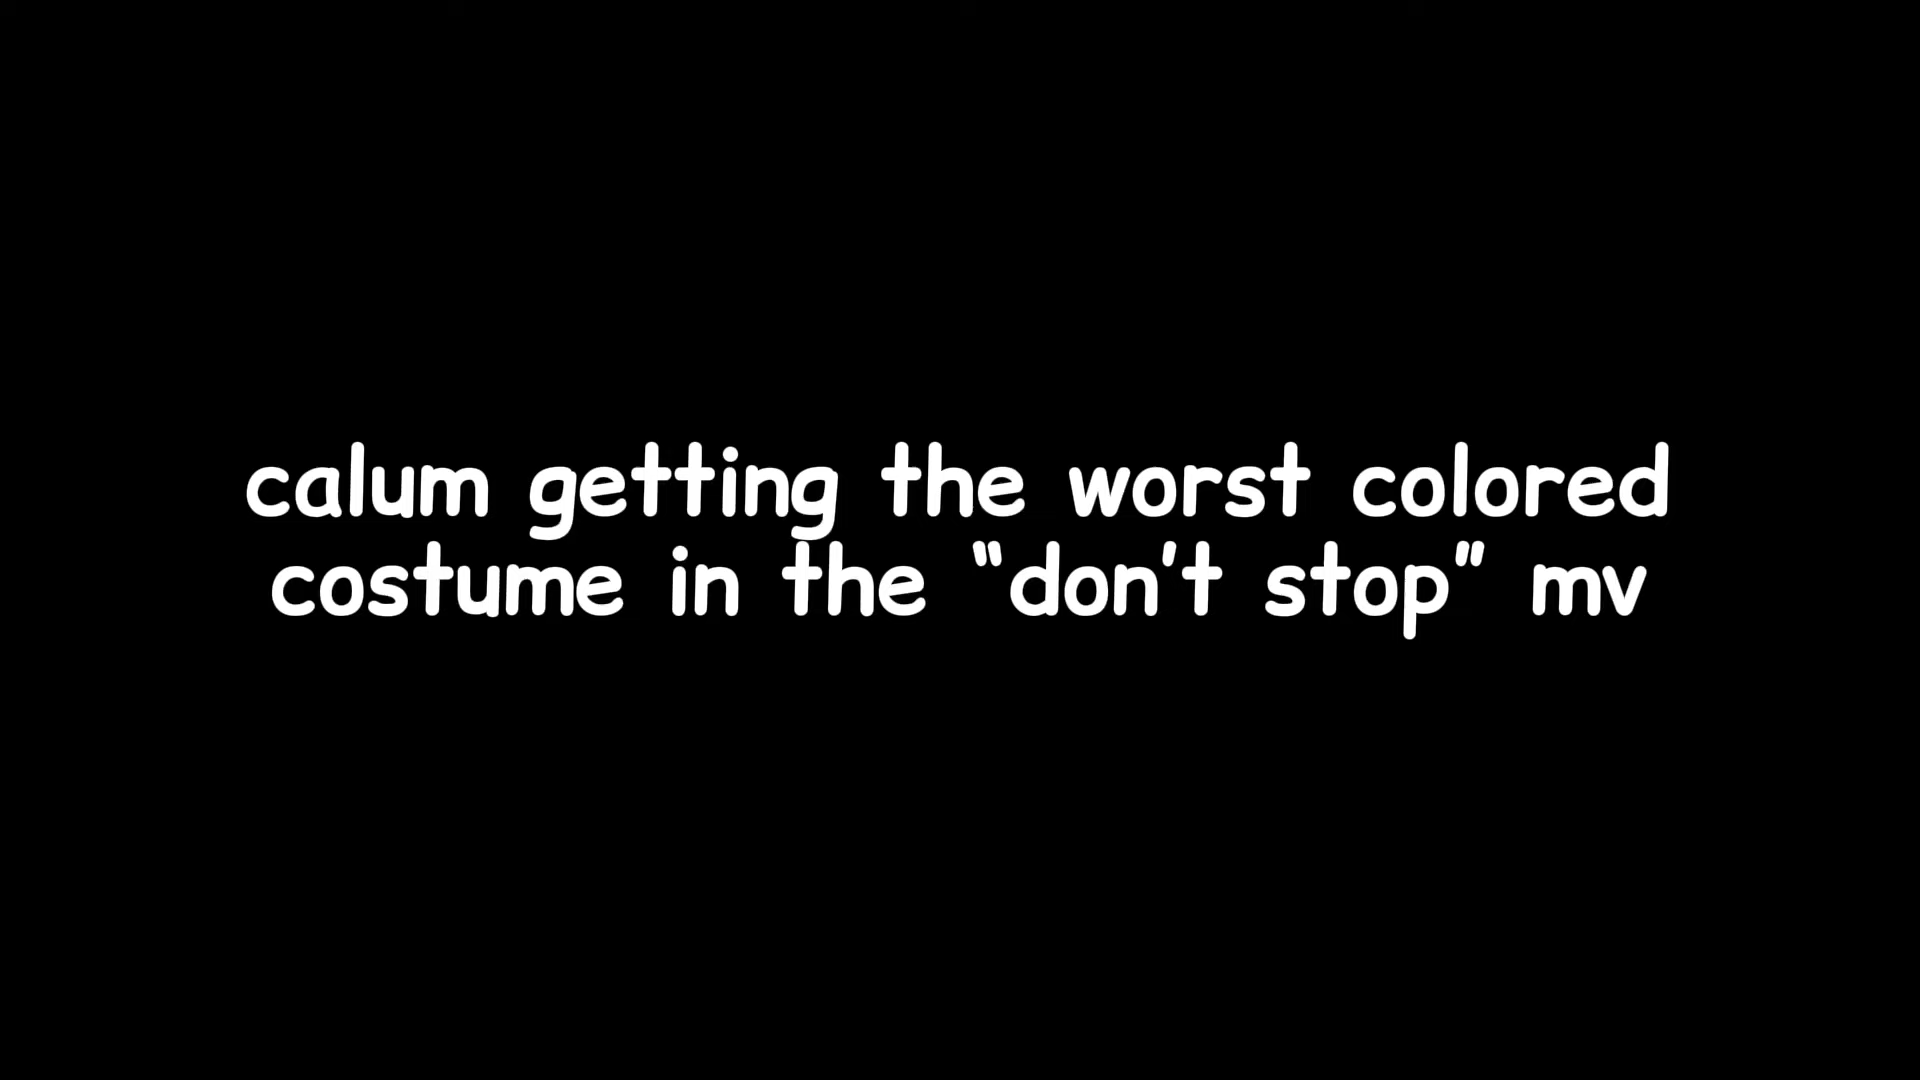 calum getting the worst colored
costume in the “don't stop” mv